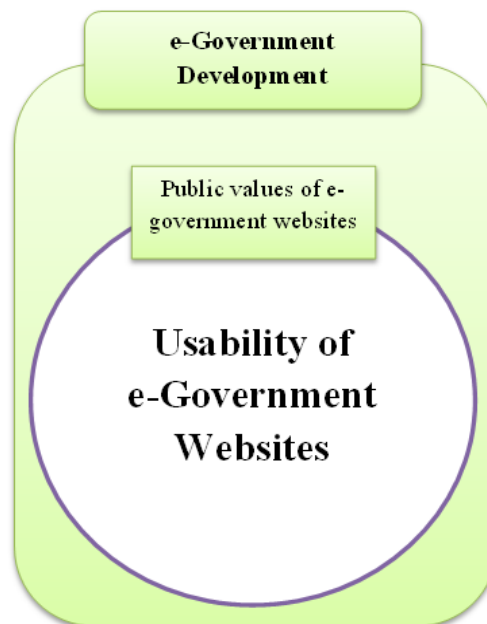 e-Government
Development
Public values of e-
government websites
Usability of
e-Government
Websites